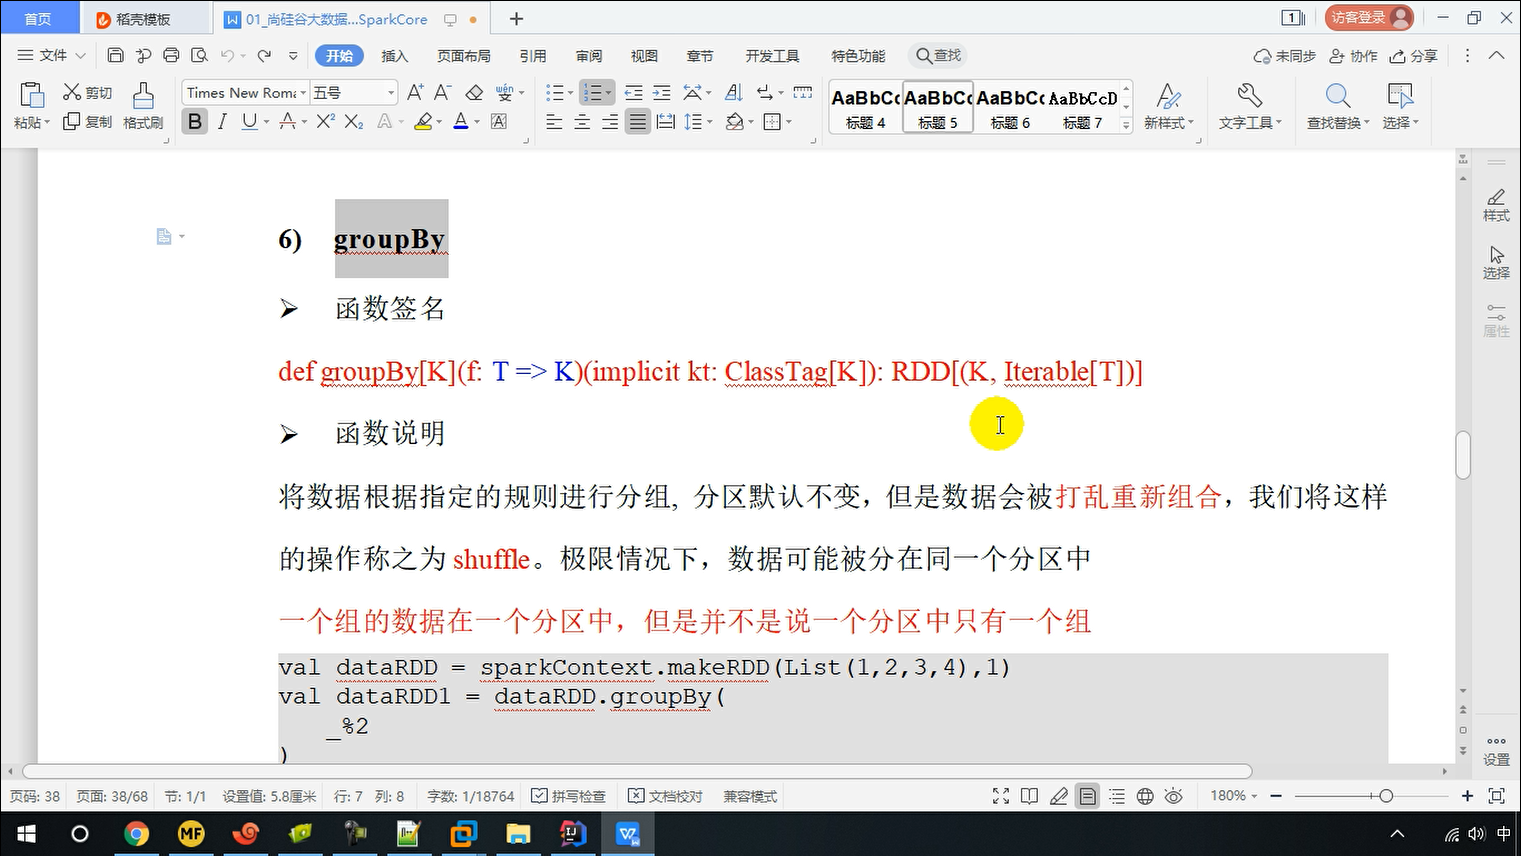 首页
稻壳模板
01_尚硅谷大数据...SparkCore
访客登录
文件
开始
插入
页面布局
引用
审阅
视图
章节
开发工具
特色功能
查找
未同步
协作
分享
粘贴
剪切
复制
格式刷
Times New Roma
五号
AaBbCc
标题 4
AaBbCc
标题 5
AaBbCc
标题 6
AaBbCcD
标题 7
新样式
文字工具
查找替换
选择
6) groupBy
函数签名
def groupBy[K](f: T => K)(implicit kt: ClassTag[K]): RDD[(K, Iterable[T])]
函数说明
将数据根据指定的规则进行分组, 分区默认不变，但是数据会被打乱重新组合，我们将这样
的操作称之为 shuffle。极限情况下，数据可能被分在同一个分区中
一个组的数据在一个分区中，但是并不是说一个分区中只有一个组
val dataRDD = sparkContext.makeRDD(List(1,2,3,4),1)
val dataRDD1 = dataRDD.groupBy(
_%2
)
样式
选择
属性
设置
页码: 38
页面: 38/68
节: 1/1
设置值: 5.8厘米
行: 7
列: 8
字数: 1/18764
拼写检查
文档校对
兼容模式
180%
MF
中